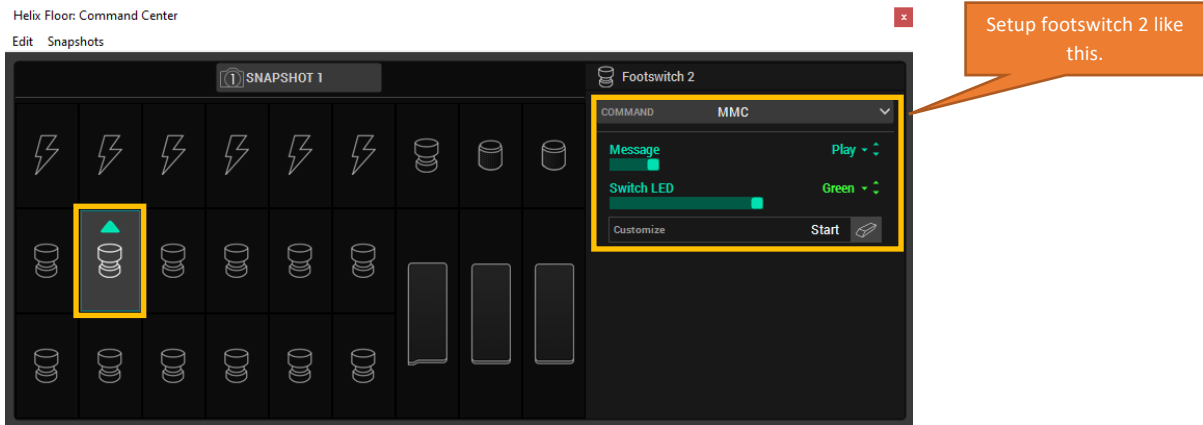 Helix Floor: Command Center
x
Edit Snapshots
1 SNAPSHOT 1
Footswitch 2
COMMAND MMC
Message Play
Switch LED Green
Customize Start
Setup footswitch 2 like
this.